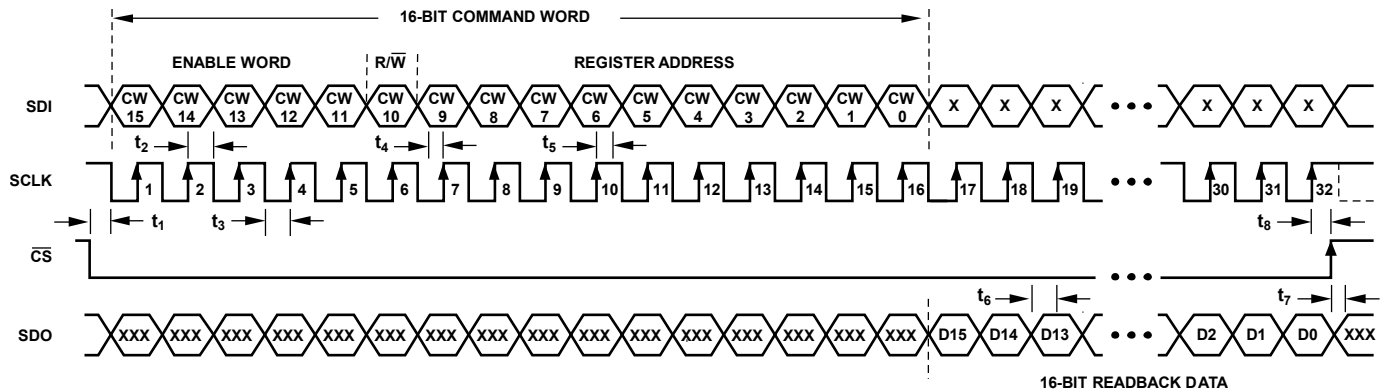 16-BIT COMMAND WORD
ENABLE WORD R/W̅ REGISTER ADDRESS
SDI CW 15 CW 14 CW 13 CW 12 CW 11 CW 10 CW 9 CW 8 CW 7 CW 6 CW 5 CW 4 CW 3 CW 2 CW 1 CW 0 X X X X X X
t2 t4 t5
SCLK 1 2 3 4 5 6 7 8 9 10 11 12 13 14 15 16 17 18 19 30 31 32
t1 t3 t8
C̅S̅
t6 t7
SDO XXX XXX XXX XXX XXX XXX XXX XXX XXX XXX XXX XXX XXX XXX XXX XXX D15 D14 D13 D2 D1 D0 XXX
16-BIT READBACK DATA